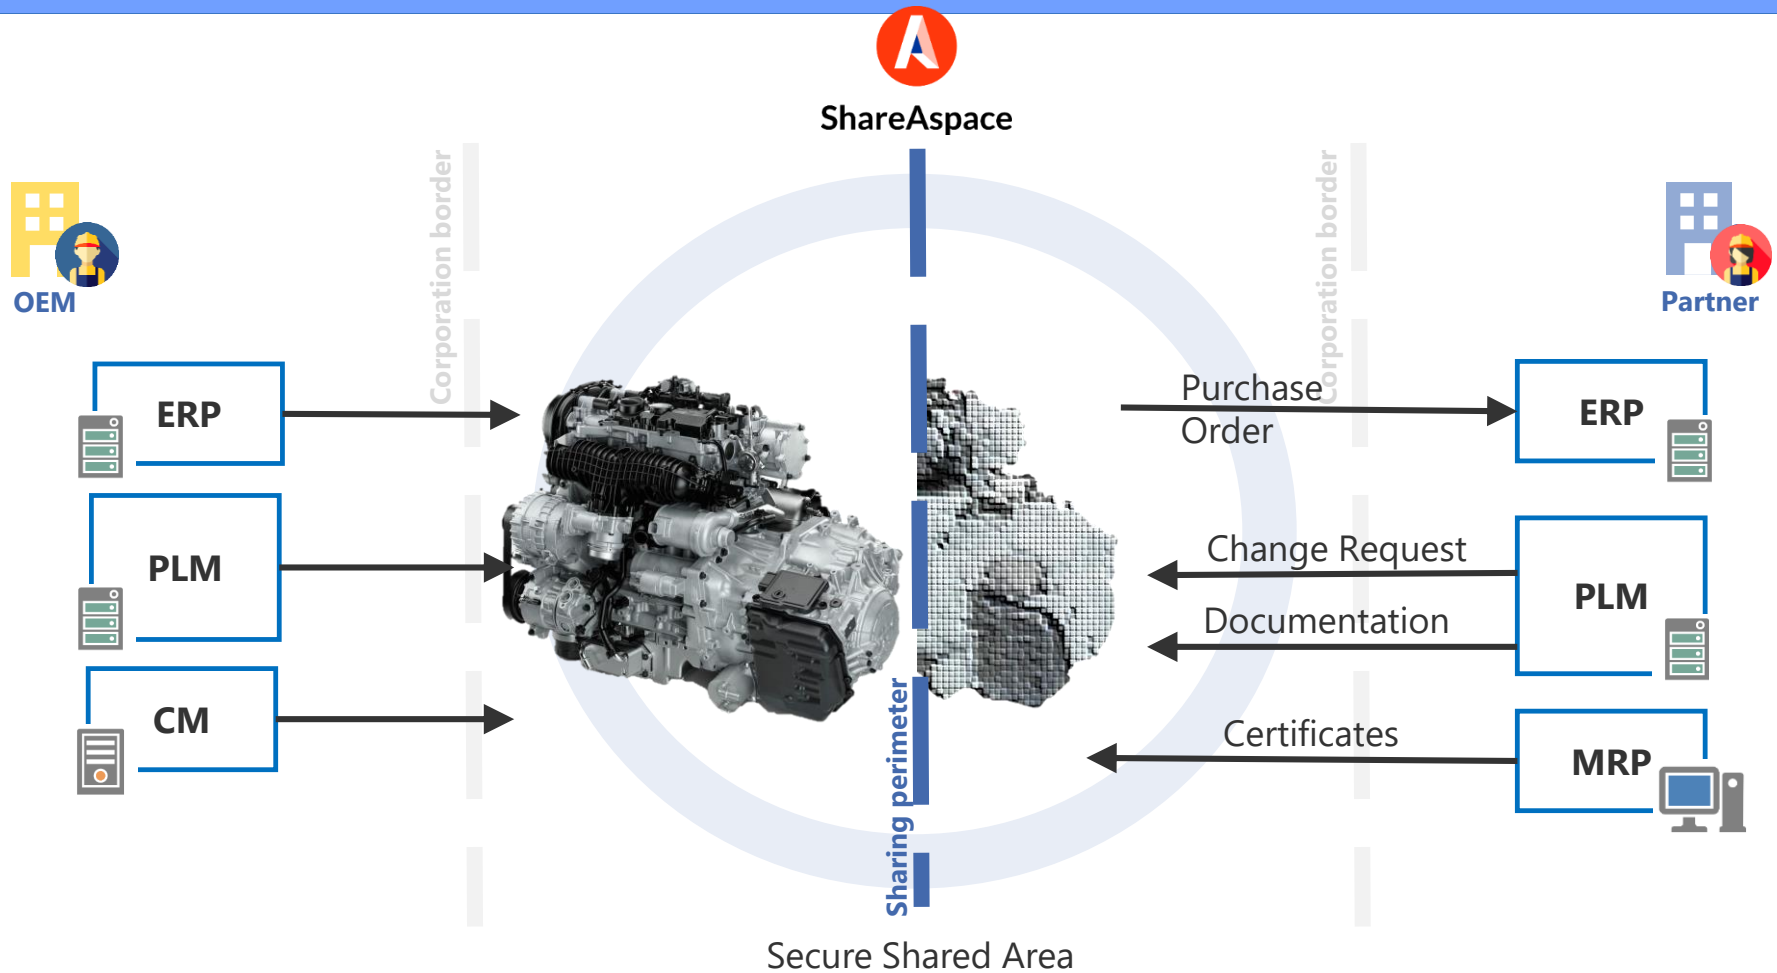 ShareAspace
Corporation border
Corporation border
OEM
Partner
ERP
Purchase
Order
ERP
PLM
Change Request
Documentation
PLM
CM
Certificates
MRP
Sharing perimeter
Secure Shared Area